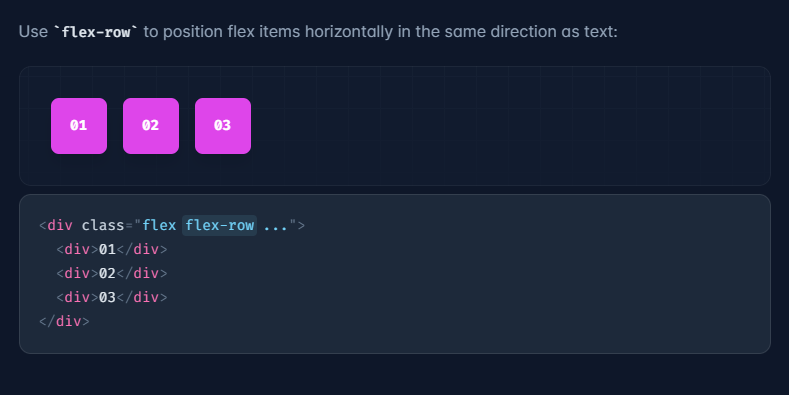 Use `flex-row` to position flex items horizontally in the same direction as text:
01 02 03
<div class="flex flex-row ...">
  <div>01</div>
  <div>02</div>
  <div>03</div>
</div>